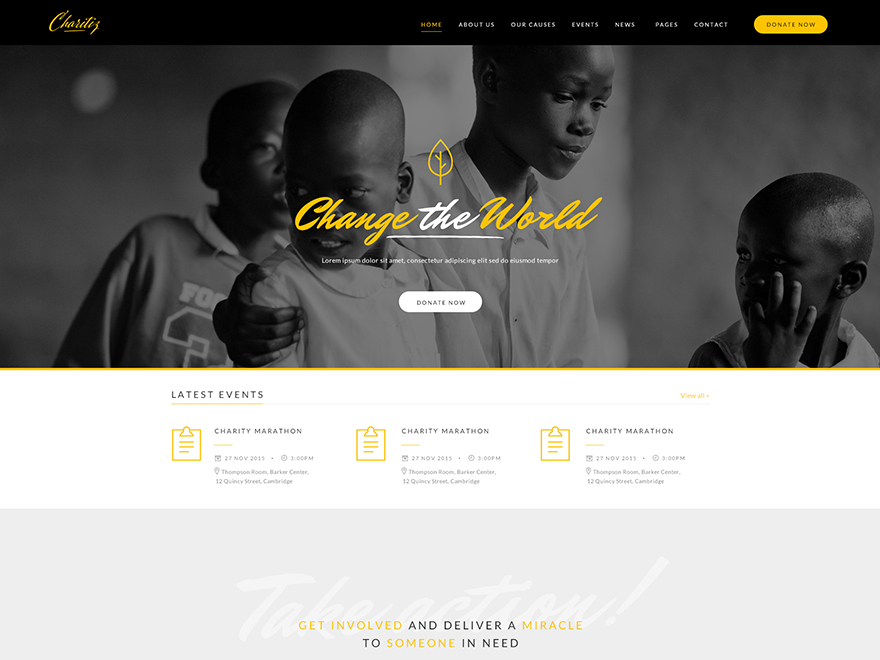 Charitiz
HOME ABOUT US OUR CAUSES EVENTS NEWS PAGES CONTACT DONATE NOW
FO
2
Change the World
Lorem ipsum dolor sit amet, consectetur adipiscing elit sed do eiusmod tempor
DONATE NOW
LATEST EVENTS
View all »
CHARITY MARATHON
27 NOV 2015 • 3:00PM
Thompson Room, Barker Center,
12 Quincy Street, Cambridge
CHARITY MARATHON
27 NOV 2015 • 3:00PM
Thompson Room, Barker Center,
12 Quincy Street, Cambridge
CHARITY MARATHON
27 NOV 2015 • 3:00PM
Thompson Room, Barker Center,
12 Quincy Street, Cambridge
Take action!
GET INVOLVED AND DELIVER A MIRACLE
TO SOMEONE IN NEED